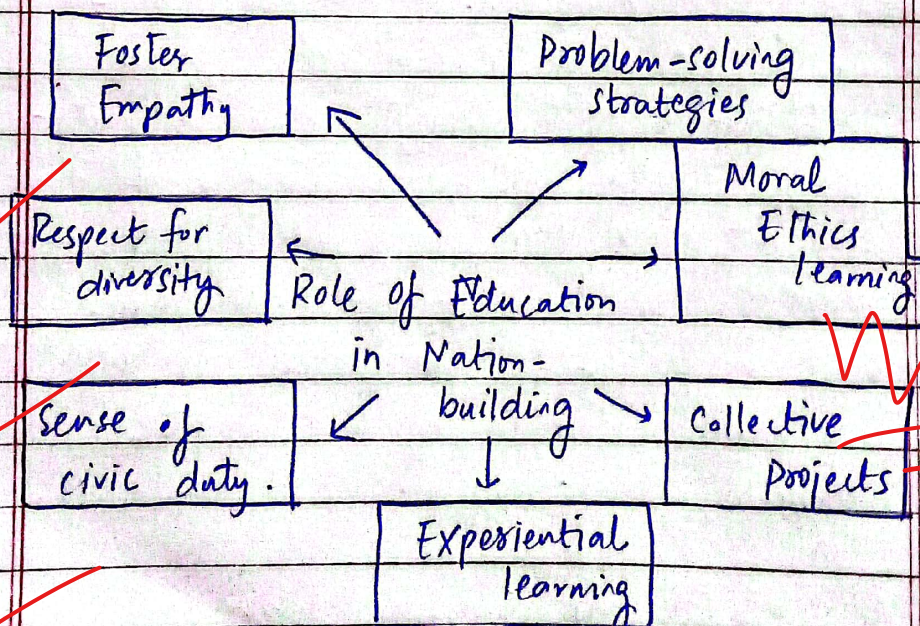 Foster
Empathy
Problem-solving
strategies
Moral
Ethics
learning
Respect for
diversity
Role of Education
in Nation-
building
Sense of
civic duty.
Collective
Projects
Experiential
learning